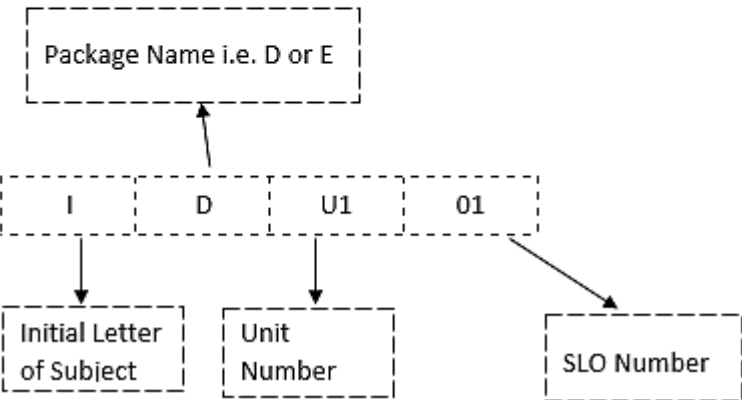 Package Name i.e. D or E
I D U1 01
Initial Letter
of Subject
Unit
Number
SLO Number